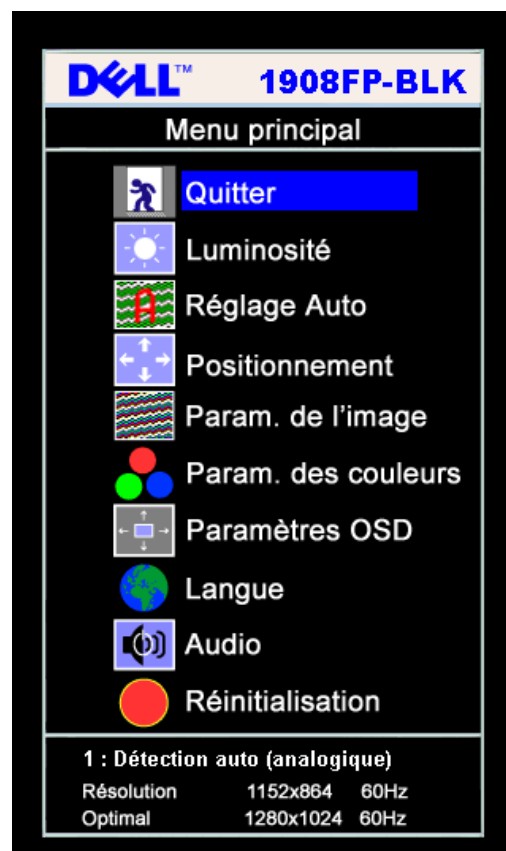 DELL™ 1908FP-BLK
Menu principal
Quitter
Luminosité
Réglage Auto
Positionnement
Param. de l'image
Param. des couleurs
Paramètres OSD
Langue
Audio
Réinitialisation
1 : Détection auto (analogique)
Résolution 1152x864 60Hz
Optimal 1280x1024 60Hz